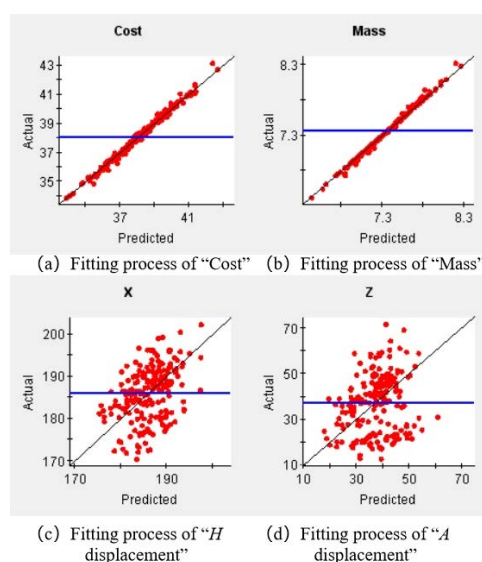 Cost
Mass
43
41
39
37
35
Actual
37
41
Predicted
8.3
7.3
Actual
7.3
8.3
Predicted
(a) Fitting process of “Cost”
(b) Fitting process of “Mass’
X
Z
200
190
180
170
Actual
170
190
Predicted
70
50
30
10
Actual
10
30
50
70
Predicted
(c) Fitting process of “H
displacement”
(d) Fitting process of “A
displacement”